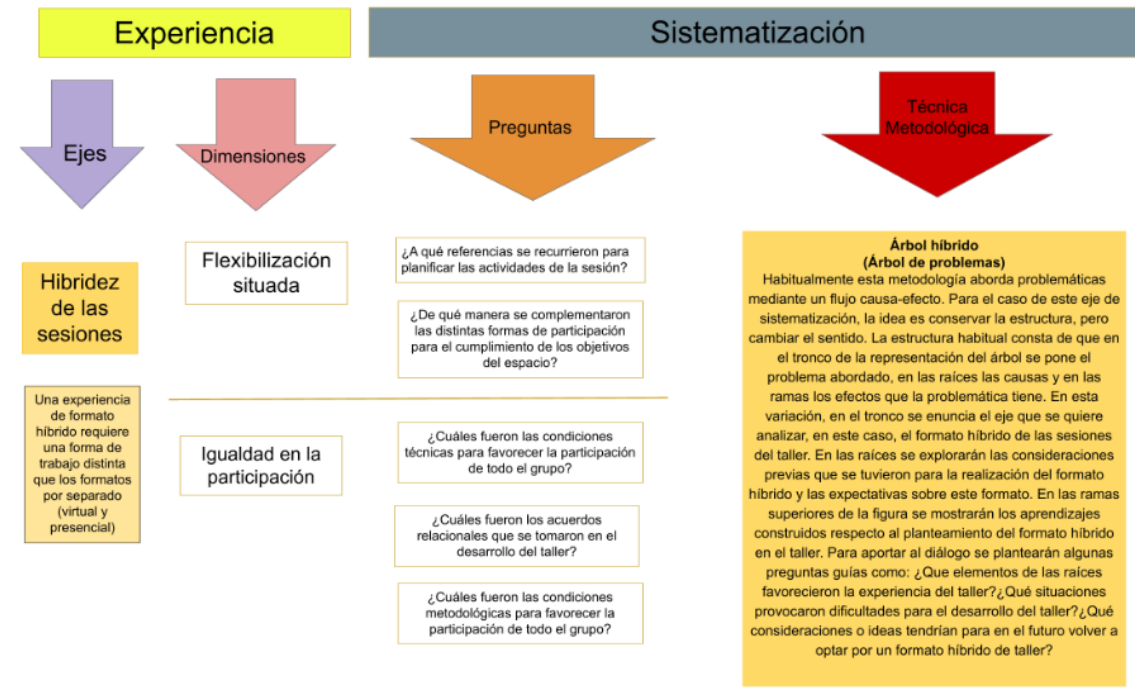 Experiencia
Sistematización
Ejes
Dimensiones
Preguntas
Técnica
Metodológica
Hibridez
de las
sesiones
Una experiencia
de formato
híbrido requiere
una forma de
trabajo distinta
que los formatos
por separado
(virtual y
presencial)
Flexibilización
situada
¿A qué referencias se recurrieron para
planificar las actividades de la sesión?
¿De qué manera se complementaron
las distintas formas de participación
para el cumplimiento de los objetivos
del espacio?
Igualdad en la
participación
¿Cuáles fueron las condiciones
técnicas para favorecer la participación
de todo el grupo?
¿Cuáles fueron los acuerdos
relacionales que se tomaron en el
desarrollo del taller?
¿Cuáles fueron las condiciones
metodológicas para favorecer la
participación de todo el grupo?
Árbol híbrido
(Árbol de problemas)
Habitualmente esta metodología aborda problemáticas
mediante un flujo causa-efecto. Para el caso de este eje de
sistematización, la idea es conservar la estructura, pero
cambiar el sentido. La estructura habitual consta de que en
el tronco de la representación del árbol se pone el
problema abordado, en las raíces las causas y en las
ramas los efectos que la problemática tiene. En esta
variación, en el tronco se enuncia el eje que se quiere
analizar, en este caso, el formato híbrido de las sesiones
del taller. En las raíces se explorarán las consideraciones
previas que se tuvieron para la realización del formato
híbrido y las expectativas sobre este formato. En las ramas
superiores de la figura se mostrarán los aprendizajes
construidos respecto al planteamiento del formato híbrido
en el taller. Para aportar al diálogo se plantearán algunas
preguntas guías como: ¿Que elementos de las raíces
favorecieron la experiencia del taller?¿Qué situaciones
provocaron dificultades para el desarrollo del taller?¿Qué
consideraciones o ideas tendrían para en el futuro volver a
optar por un formato híbrido de taller?